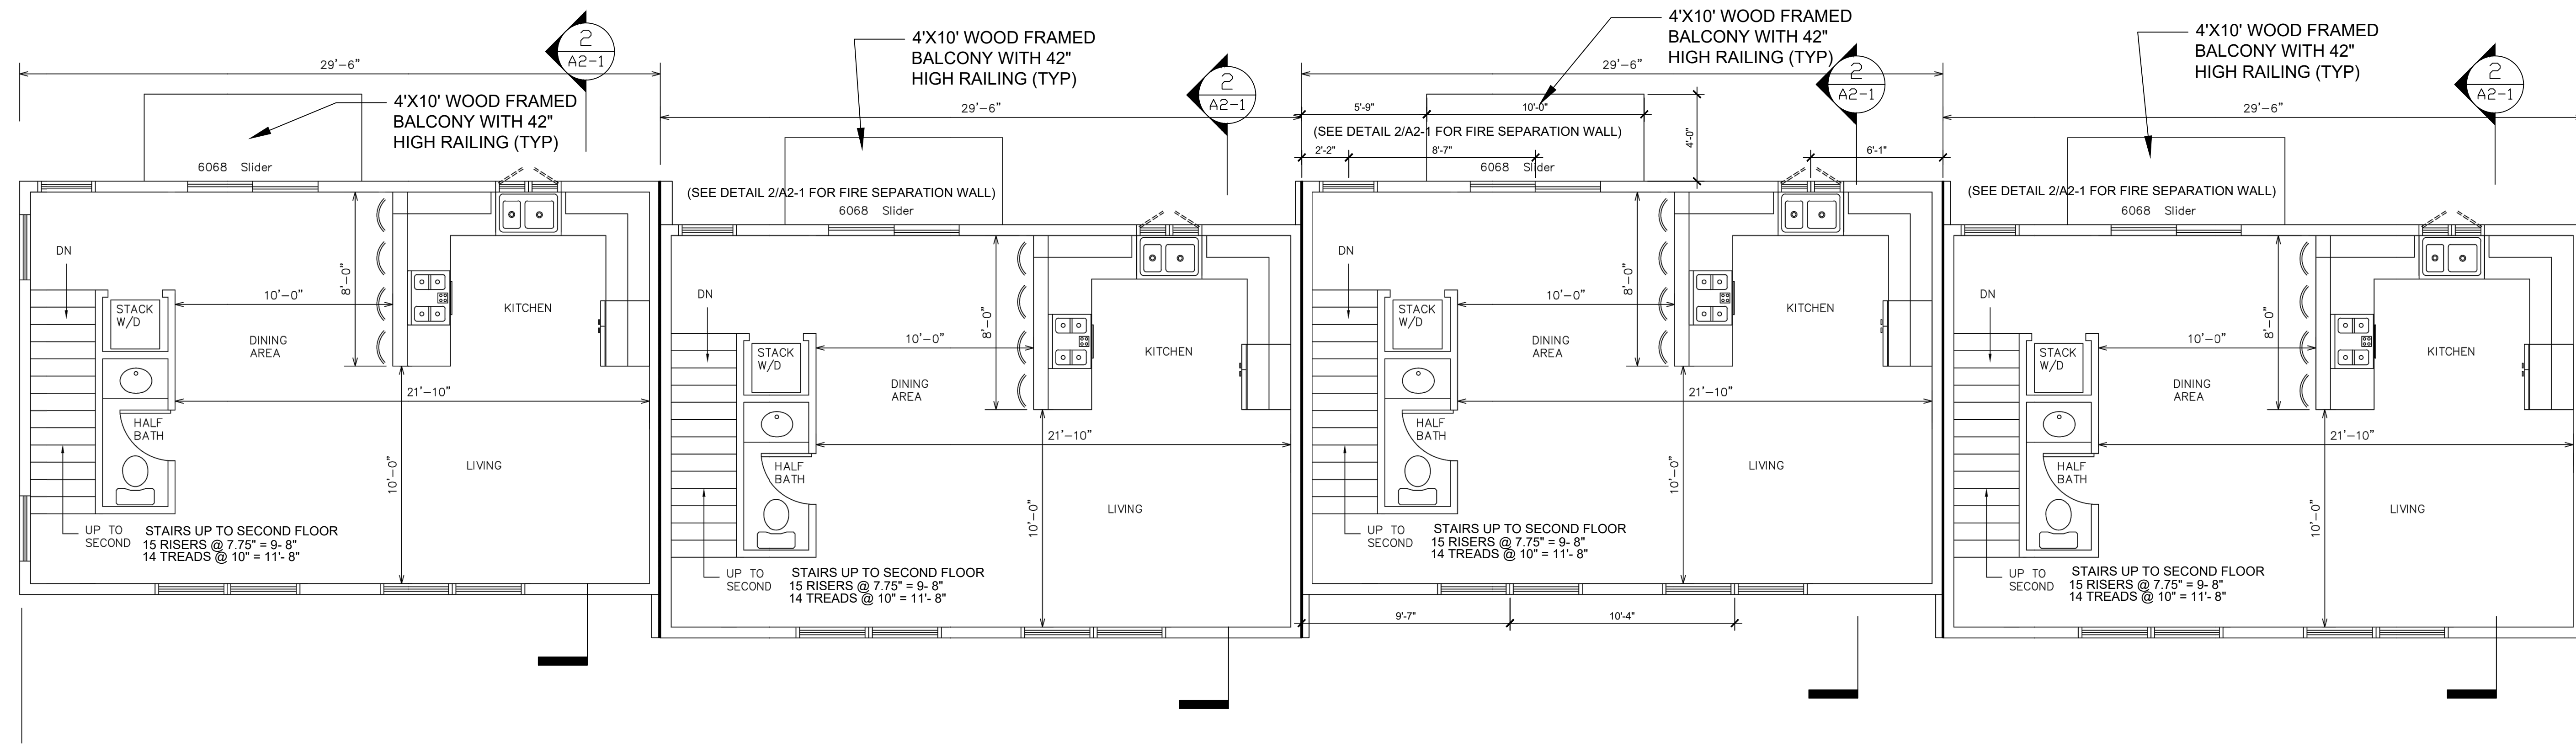 2
A2-1
29'-6"
4'X10' WOOD FRAMED
BALCONY WITH 42"
HIGH RAILING (TYP)
6068 Slider
DN
STACK
W/D
10'-0"
8'-0"
DINING
AREA
KITCHEN
21'-10"
HALF
BATH
LIVING
10'-0"
UP TO
SECOND
STAIRS UP TO SECOND FLOOR
15 RISERS @ 7.75" = 9- 8"
14 TREADS @ 10" = 11'- 8"
4'X10' WOOD FRAMED
BALCONY WITH 42"
HIGH RAILING (TYP)
2
A2-1
29'-6"
(SEE DETAIL 2/A2-1 FOR FIRE SEPARATION WALL)
6068 Slider
DN
STACK
W/D
10'-0"
8'-0"
DINING
AREA
KITCHEN
21'-10"
HALF
BATH
LIVING
10'-0"
UP TO
SECOND
STAIRS UP TO SECOND FLOOR
15 RISERS @ 7.75" = 9- 8"
14 TREADS @ 10" = 11'- 8"
4'X10' WOOD FRAMED
BALCONY WITH 42"
HIGH RAILING (TYP)
29'-6"
2
A2-1
5'-9"
10'-0"
4'-0"
(SEE DETAIL 2/A2-1 FOR FIRE SEPARATION WALL)
2'-2"
8'-7"
6'-1"
6068 Slider
DN
STACK
W/D
10'-0"
8'-0"
DINING
AREA
KITCHEN
21'-10"
HALF
BATH
LIVING
10'-0"
UP TO
SECOND
STAIRS UP TO SECOND FLOOR
15 RISERS @ 7.75" = 9- 8"
14 TREADS @ 10" = 11'- 8"
9'-7"
10'-4"
4'X10' WOOD FRAMED
BALCONY WITH 42"
HIGH RAILING (TYP)
2
A2-1
29'-6"
(SEE DETAIL 2/A2-1 FOR FIRE SEPARATION WALL)
6068 Slider
DN
STACK
W/D
10'-0"
8'-0"
DINING
AREA
KITCHEN
21'-10"
HALF
BATH
LIVING
10'-0"
UP TO
SECOND
STAIRS UP TO SECOND FLOOR
15 RISERS @ 7.75" = 9- 8"
14 TREADS @ 10" = 11'- 8"